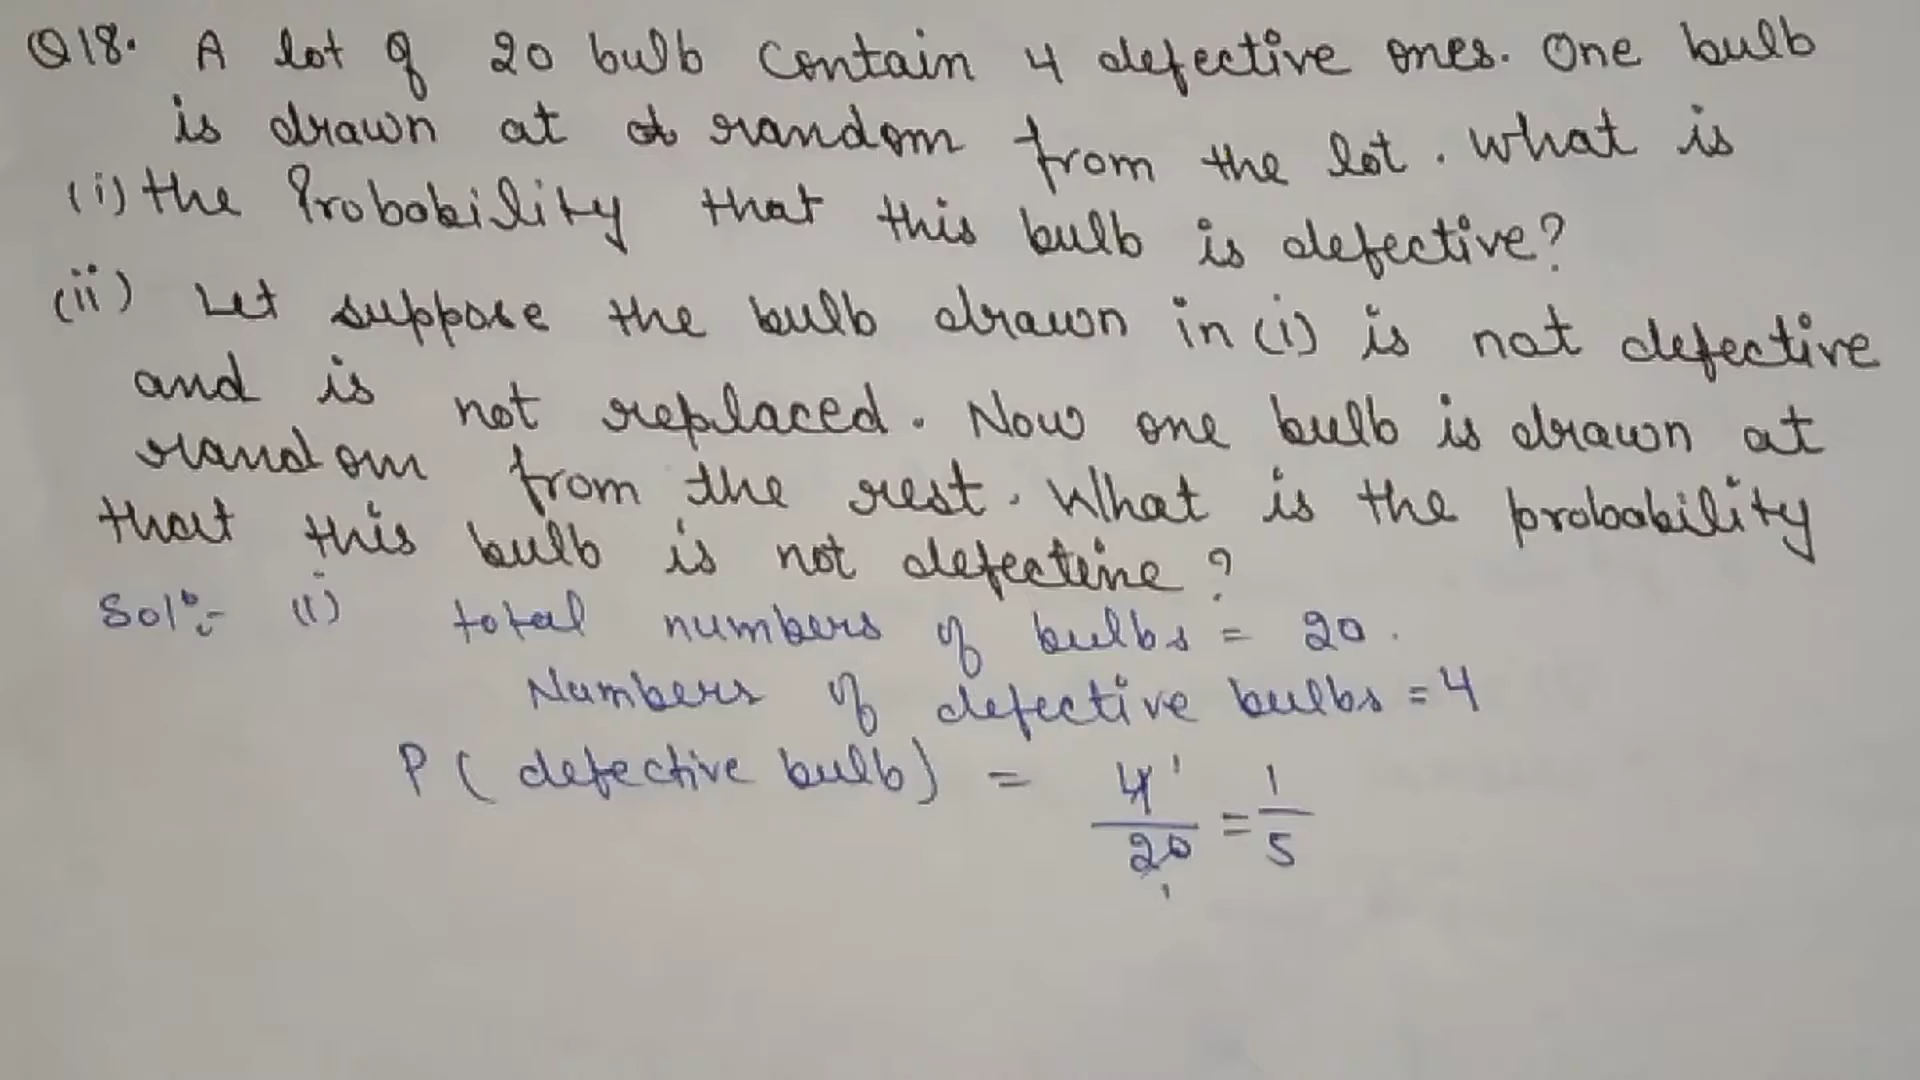 Q18. A lot of 20 bulb contain 4 defective ones. One bulb
is drawn at random from the lot. What is
(i) the Probability that this bulb is defective?
(ii) Let suppose the bulb drawn in (i) is not defective
and is not replaced. Now one bulb is drawn at
random from the rest. What is the probability
that this bulb is not defective?
Sol:- (i) total numbers of bulbs = 20.
Numbers of defective bulbs = 4
P(defective bulb) = 4/20 = 1/5